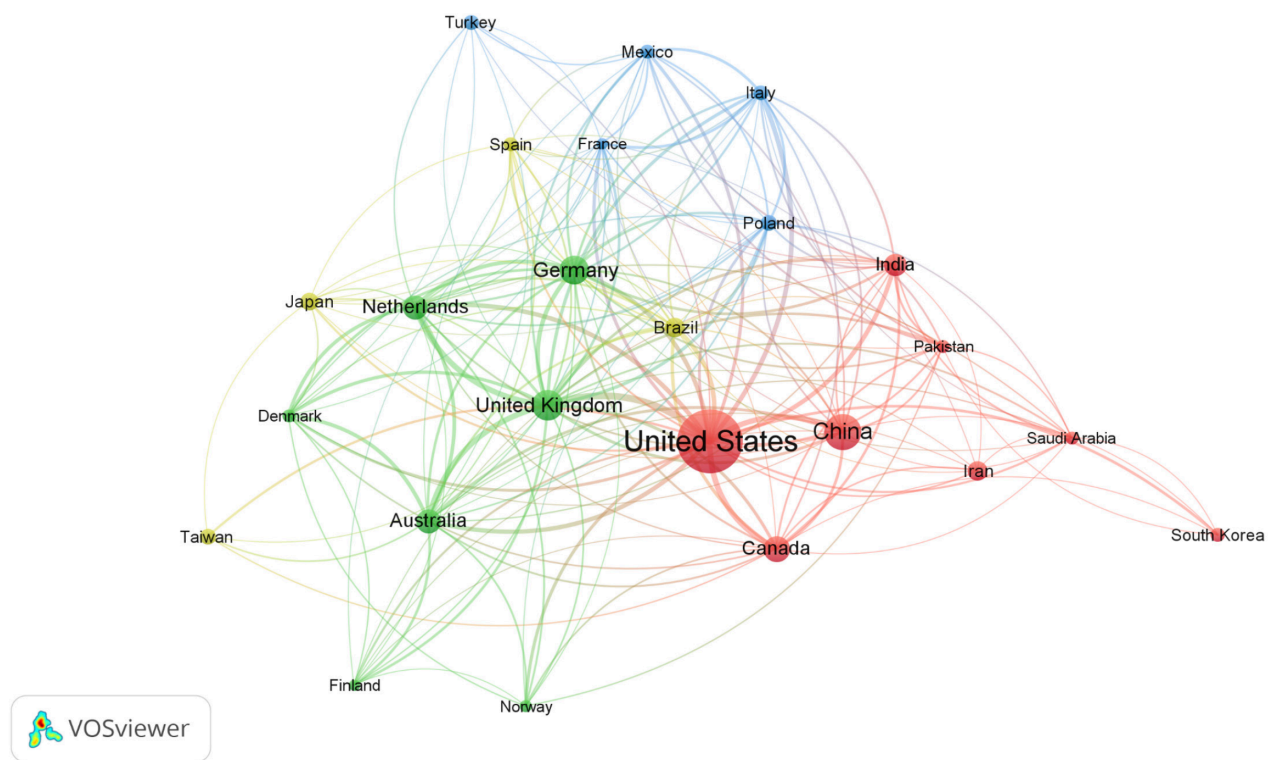 Turkey
Mexico
Italy
Spain
France
Poland
India
Germany
Japan
Netherlands
Brazil
Pakistan
Denmark
United Kingdom
United States
China
Saudi Arabia
Iran
Australia
Taiwan
Canada
South Korea
Finland
Norway
VOSviewer